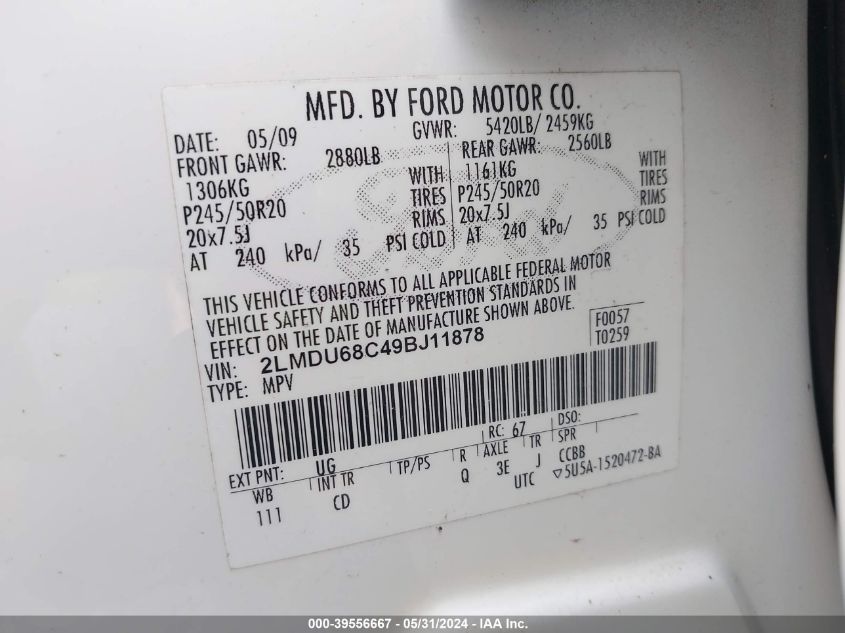 MFD. BY FORD MOTOR CO.
DATE: 05/09 GVWR: 5420LB/ 2459KG
FRONT GAWR: 2880LB REAR GAWR: 2560LB
1306KG WITH 1161KG WITH
P245/50R20 TIRES P245/50R20 TIRES
20x7.5J RIMS 20x7.5J RIMS
AT 240 kPa/ 35 PSI COLD AT 240 kPa/ 35 PSI COLD
THIS VEHICLE CONFORMS TO ALL APPLICABLE FEDERAL MOTOR
VEHICLE SAFETY AND THEFT PREVENTION STANDARDS IN
EFFECT ON THE DATE OF MANUFACTURE SHOWN ABOVE.
VIN: 2LMDU68C49BJ11878 F0057
TYPE: MPV T0259
RC: 67 DSO:
EXT PNT: UG TP/PS R AXLE TR SPR
WB INT TR Q 3E J CCBB
111 CD UTC ▽5U5A-1520472-BA
000-39556667 - 05/31/2024 - IAA Inc.